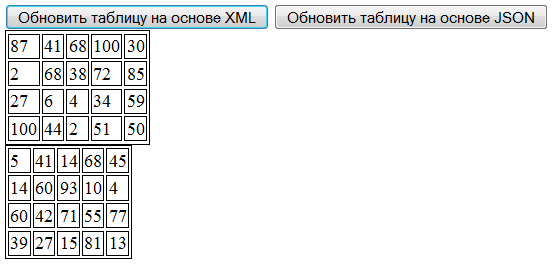 Обновить таблицу на основе XML Обновить таблицу на основе JSON
87 41 68 100 30
2 68 38 72 85
27 6 4 34 59
100 44 2 51 50
5 41 14 68 45
14 60 93 10 4
60 42 71 55 77
39 27 15 81 13